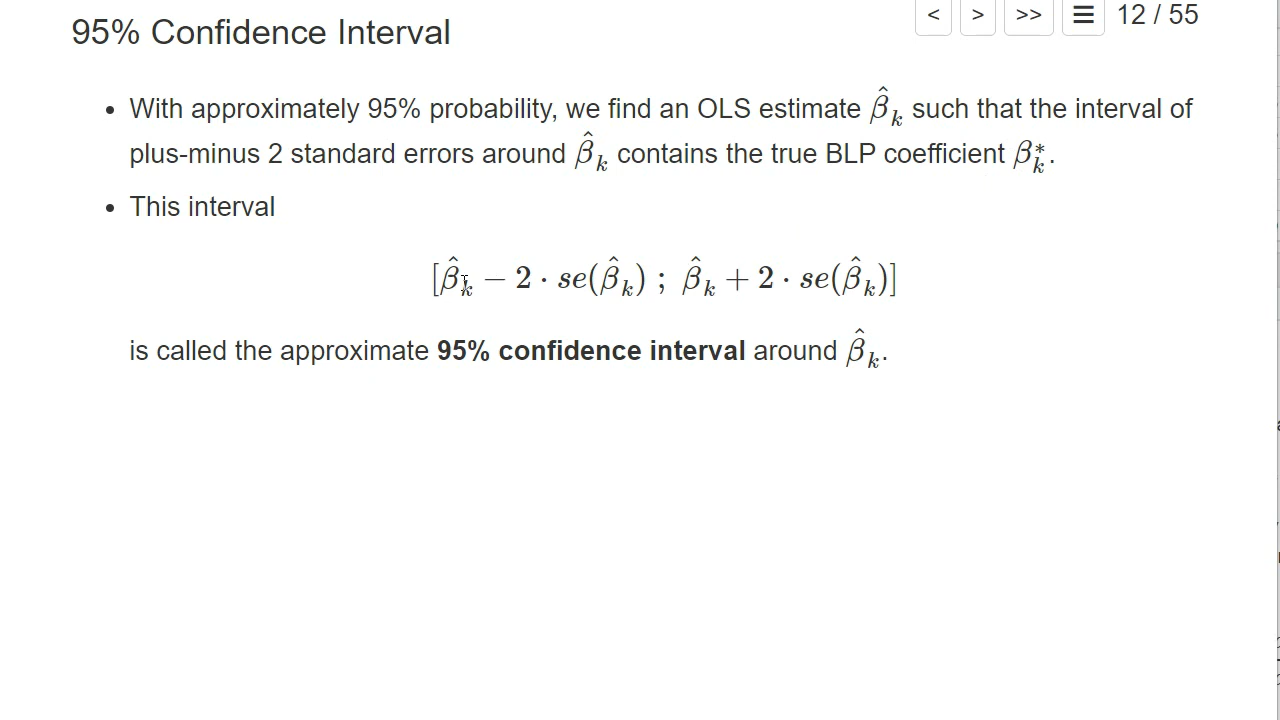 95% Confidence Interval
< > >> ☰ 12 / 55
• With approximately 95% probability, we find an OLS estimate β̂ₖ such that the interval of
plus-minus 2 standard errors around β̂ₖ contains the true BLP coefficient β*ₖ.
• This interval
[β̂ₖ − 2 · se(β̂ₖ) ; β̂ₖ + 2 · se(β̂ₖ)]
is called the approximate 95% confidence interval around β̂ₖ.